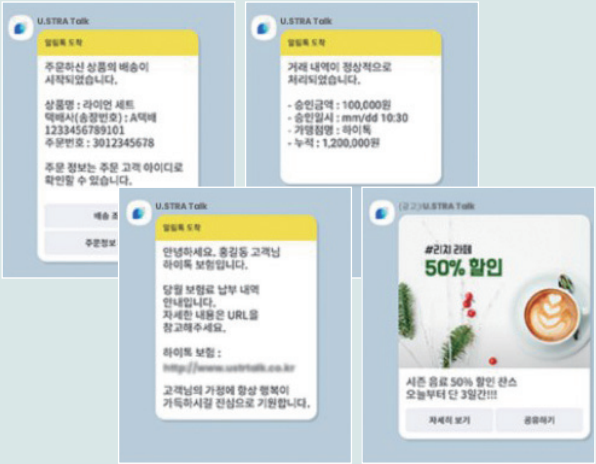 U.STRA Talk
알림톡 도착
주문하신 상품의 배송이
시작되었습니다.
상품명 : 라이언 세트
택배사(송장번호) : A택배
1233456789101
주문번호 : 3012345678
주문 정보는 주문 고객 아이디로
확인할 수 있습니다.
배송 조
주문정보
U.STRA Talk
알림톡 도착
거래 내역이 정상적으로
처리되었습니다.
- 승인금액 : 100,000원
- 승인일시 : mm/dd 10:30
- 가맹점명 : 하이톡
- 누적 : 1,200,000원
U.STRA Talk
알림톡 도착
안녕하세요. 홍길동 고객님
하이톡 보험입니다.
당월 보험료 납부 내역
안내입니다.
자세한 내용은 URL을
참고해주세요.
하이톡 보험 :
http://www.ustrtalk.co.kr
고객님의 가정에 항상 행복이
가득하시길 진심으로 기원합니다.
(광고)U.STRA Talk
#리치 라떼
50% 할인
시즌 음료 50% 할인 찬스
오늘부터 단 3일간!!!
자세히 보기
공유하기